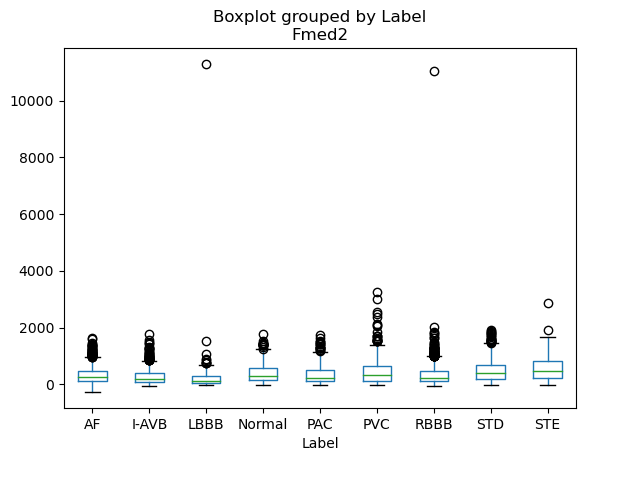 Boxplot grouped by Label
Fmed2
10000
8000
6000
4000
2000
0
AF I-AVB LBBB Normal PAC PVC RBBB STD STE
Label